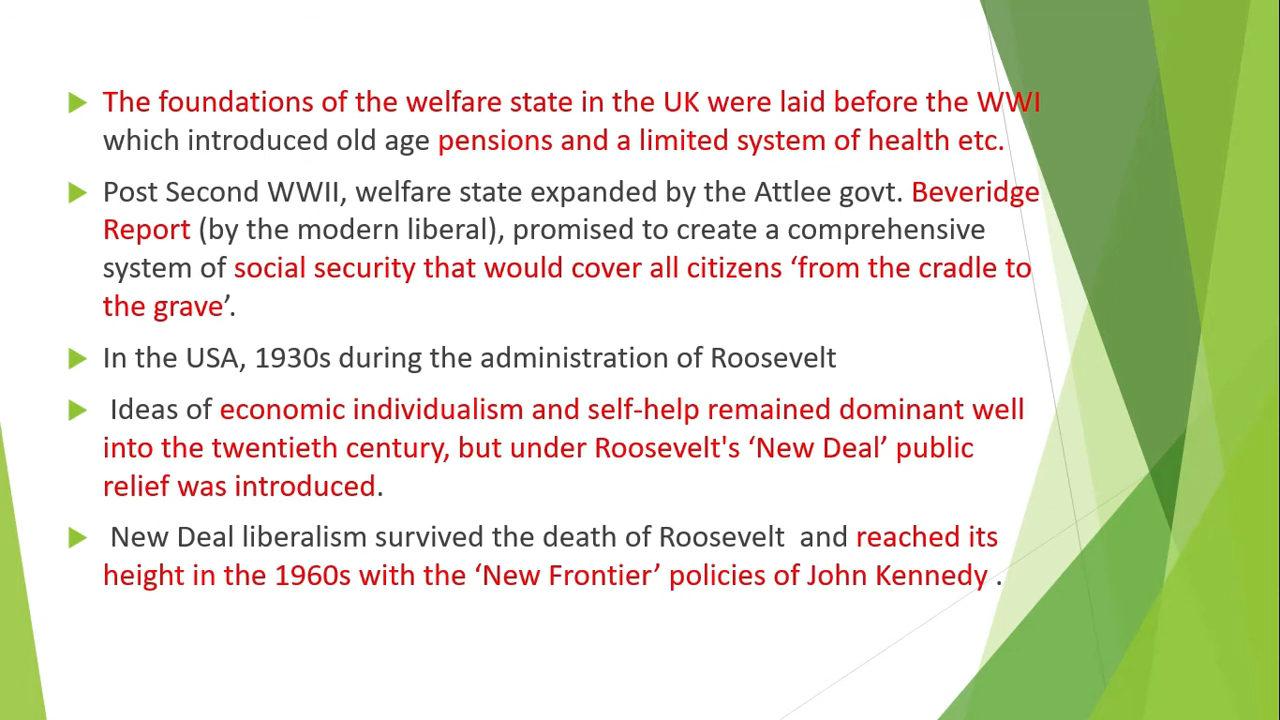 The foundations of the welfare state in the UK were laid before the WWI
which introduced old age pensions and a limited system of health etc.
Post Second WWII, welfare state expanded by the Attlee govt. Beveridge
Report (by the modern liberal), promised to create a comprehensive
system of social security that would cover all citizens ‘from the cradle to
the grave’.
In the USA, 1930s during the administration of Roosevelt
Ideas of economic individualism and self-help remained dominant well
into the twentieth century, but under Roosevelt's ‘New Deal’ public
relief was introduced.
New Deal liberalism survived the death of Roosevelt  and reached its
height in the 1960s with the ‘New Frontier’ policies of John Kennedy .